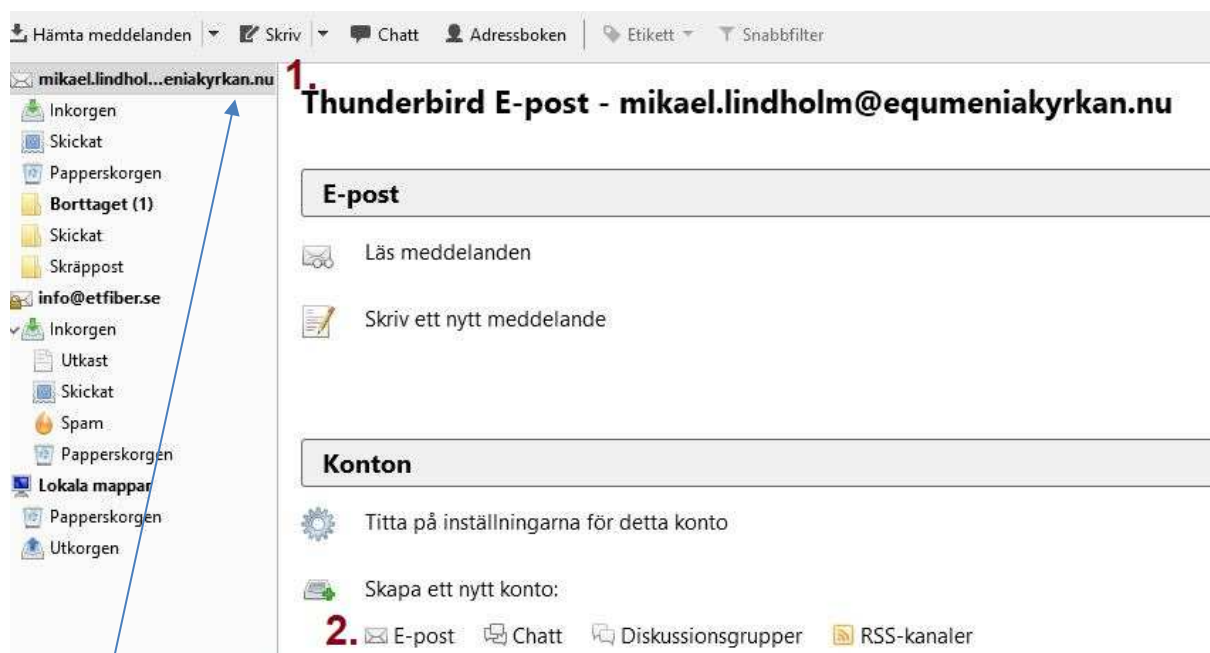 Hämta meddelanden Skriv Chatt Adressboken Etikett Snabbfilter
mikael.lindhol...eniakyrkan.nu
Inkorgen
Skickat
Papperskorgen
Borttaget (1)
Skickat
Skräppost
info@etfiber.se
Inkorgen
Utkast
Skickat
Spam
Papperskorgen
Lokala mappar
Papperskorgen
Utkorgen
1.
Thunderbird E-post - mikael.lindholm@equmeniakyrkan.nu
E-post
Läs meddelanden
Skriv ett nytt meddelande
Konton
Titta på inställningarna för detta konto
Skapa ett nytt konto:
2. E-post Chatt Diskussionsgrupper RSS-kanaler